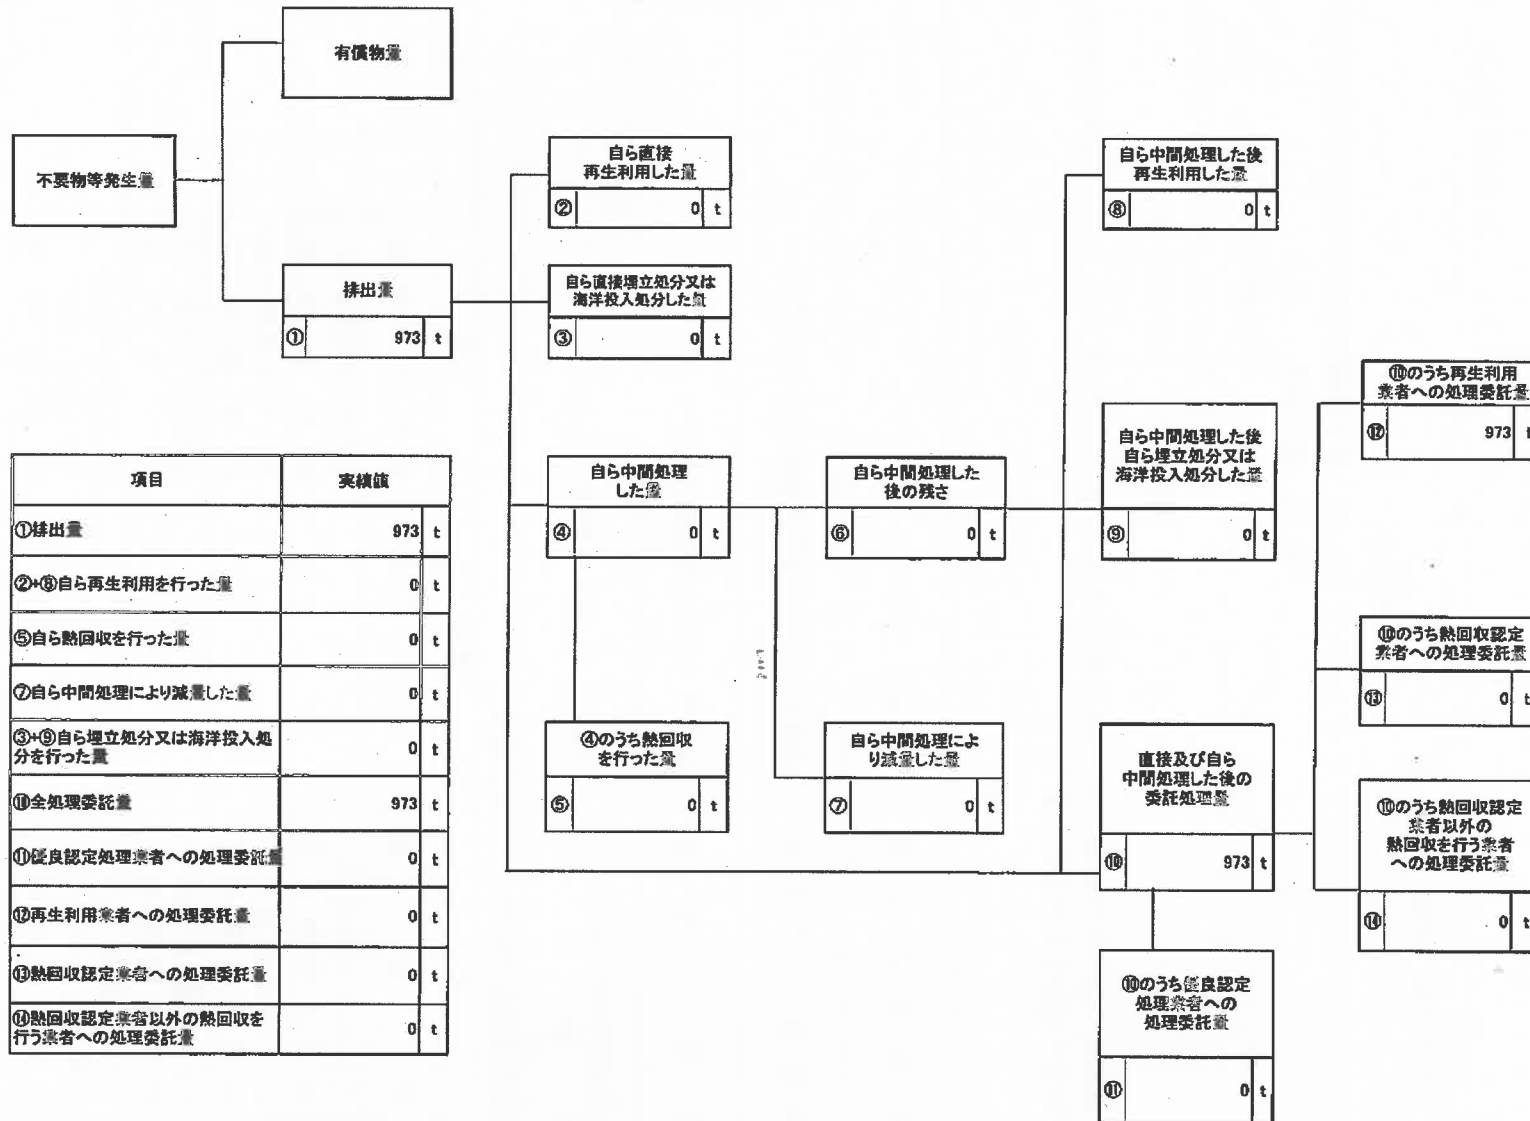 有償物量
不要物等発生量
排出量
① 973 t
自ら直接
再生利用した量
② 0 t
自ら直接埋立処分又は
海洋投入処分した量
③ 0 t
自ら中間処理
した量
④ 0 t
④のうち熱回収
を行った量
⑤ 0 t
自ら中間処理した
後の残さ
⑥ 0 t
自ら中間処理によ
り減量した量
⑦ 0 t
自ら中間処理した後
再生利用した量
⑧ 0 t
自ら中間処理した後
自ら埋立処分又は
海洋投入処分した量
⑨ 0 t
直接及び自ら
中間処理した後の
委託処理量
⑩ 973 t
⑩のうち優良認定
処理業者への
処理委託量
⑪ 0 t
⑩のうち再生利用
業者への処理委託量
⑫ 973 t
⑩のうち熱回収認定
業者への処理委託量
⑬ 0 t
⑩のうち熱回収認定
業者以外の
熱回収を行う業者
への処理委託量
⑭ 0 t
項目 実績値
①排出量 973 t
②+⑧自ら再生利用を行った量 0 t
⑤自ら熱回収を行った量 0 t
⑦自ら中間処理により減量した量 0 t
③+⑨自ら埋立処分又は海洋投入処
分を行った量 0 t
⑩全処理委託量 973 t
⑪優良認定処理業者への処理委託量 0 t
⑫再生利用業者への処理委託量 0 t
⑬熱回収認定業者への処理委託量 0 t
⑭熱回収認定業者以外の熱回収を
行う業者への処理委託量 0 t